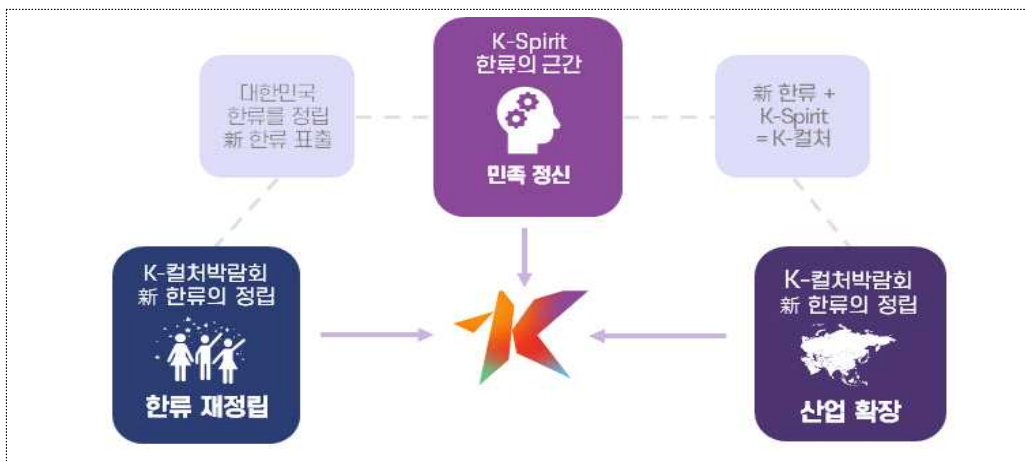 K-Spirit
한류의 근간
민족 정신
대한민국
한류를 정립
新 한류 표출
新 한류 +
K-Spirit
= K-컬처
K-컬처박람회
新 한류의 정립
한류 재정립
K-컬처박람회
新 한류의 정립
산업 확장